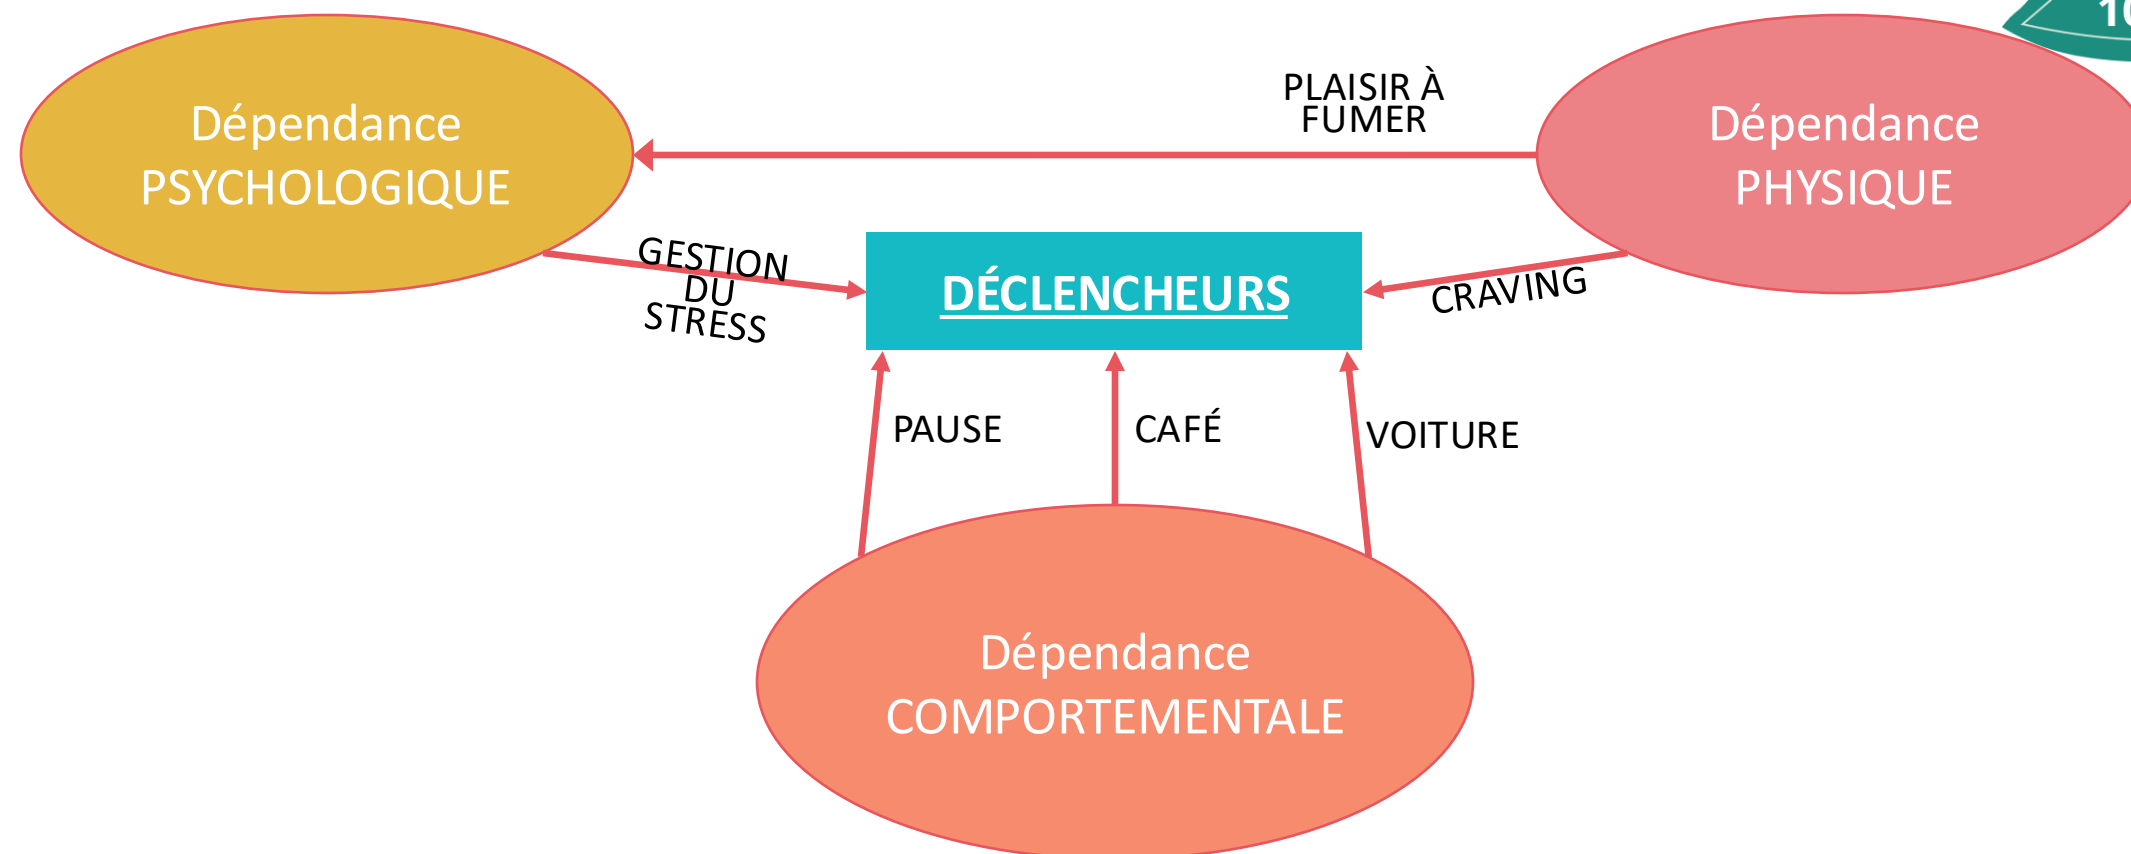 Dépendance
PSYCHOLOGIQUE
PLAISIR À
FUMER
Dépendance
PHYSIQUE
GESTION
DU
STRESS
DÉCLENCHEURS
CRAVING
PAUSE
CAFÉ
VOITURE
Dépendance
COMPORTEMENTALE